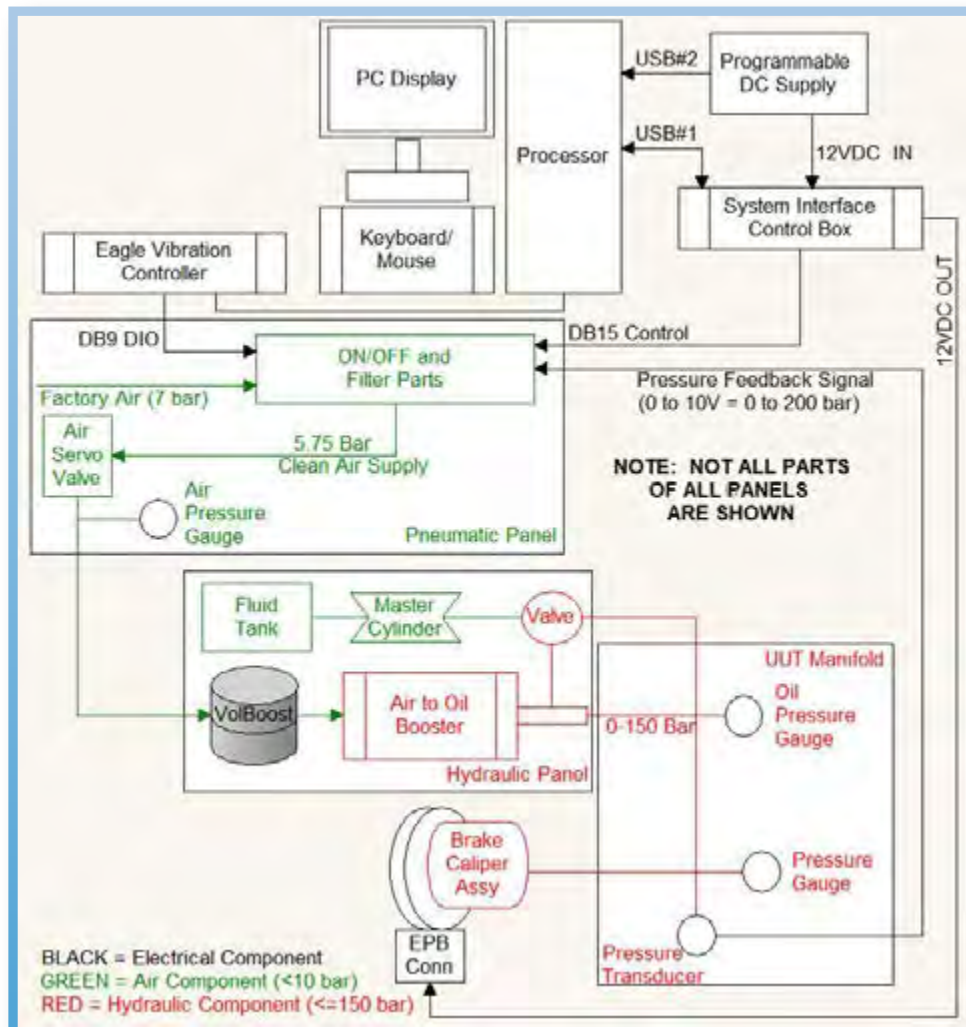 PC Display
Processor
USB#2
Programmable
DC Supply
USB#1
12VDC IN
System Interface
Control Box
Keyboard/
Mouse
Eagle Vibration
Controller
12VDC OUT
DB9 DIO
DB15 Control
ON/OFF and
Filter Parts
Factory Air (7 bar)
Pressure Feedback Signal
(0 to 10V = 0 to 200 bar)
Air
Servo
Valve
5.75 Bar
Clean Air Supply
Air
Pressure
Gauge
Pneumatic Panel
NOTE: NOT ALL PARTS
OF ALL PANELS
ARE SHOWN
Fluid
Tank
Master
Cylinder
Valve
UUT Manifold
VolBoost
Air to Oil
Booster
0-150 Bar
Oil
Pressure
Gauge
Hydraulic Panel
Brake
Caliper
Assy
Pressure
Gauge
EPB
Conn
Pressure
Transducer
BLACK = Electrical Component
GREEN = Air Component (<10 bar)
RED = Hydraulic Component (<=150 bar)